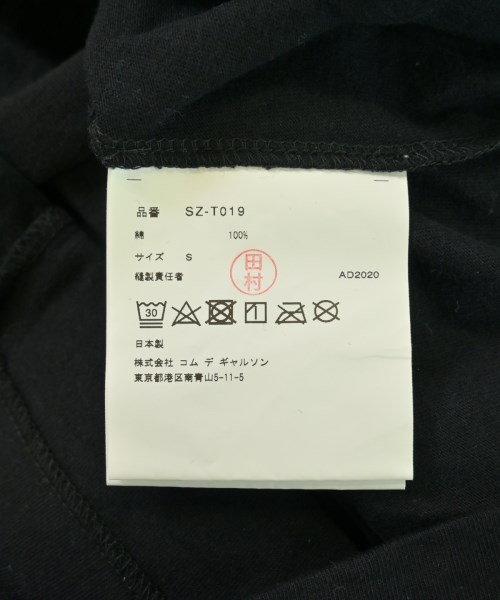 品番 SZ-T019
綿 100%
サイズ S
縫製責任者 田村 AD2020
30
日本製
株式会社 コム デ ギャルソン
東京都港区南青山5-11-5